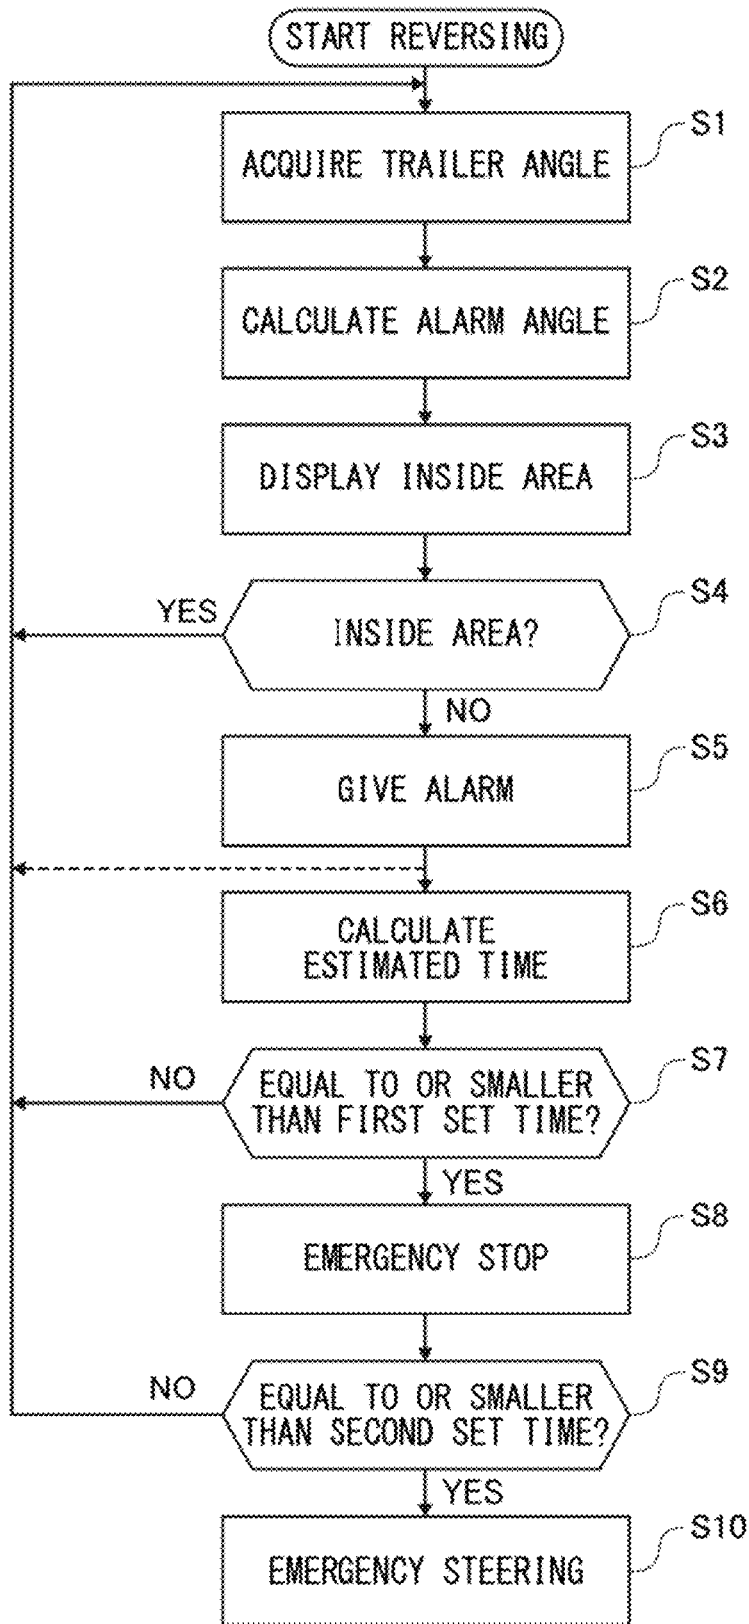 START REVERSING
S1
ACQUIRE TRAILER ANGLE
S2
CALCULATE ALARM ANGLE
S3
DISPLAY INSIDE AREA
S4
YES
INSIDE AREA?
NO
S5
GIVE ALARM
S6
CALCULATE
ESTIMATED TIME
S7
NO
EQUAL TO OR SMALLER
THAN FIRST SET TIME?
YES
S8
EMERGENCY STOP
S9
NO
EQUAL TO OR SMALLER
THAN SECOND SET TIME?
YES
S10
EMERGENCY STEERING